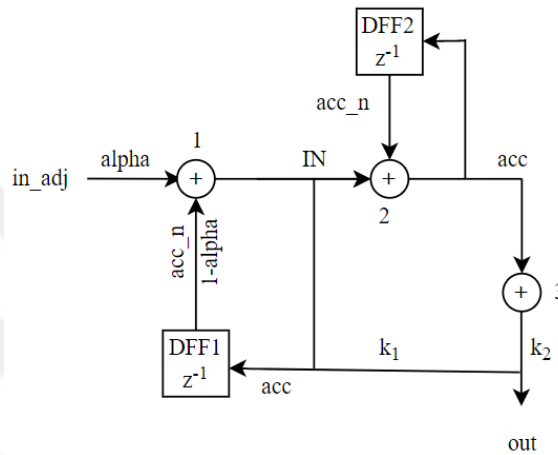 DFF2
z-1
acc_n
1
in_adj
alpha
+
IN
+
acc
2
acc_n
1-alpha
+
3
DFF1
z-1
k1
k2
acc
out